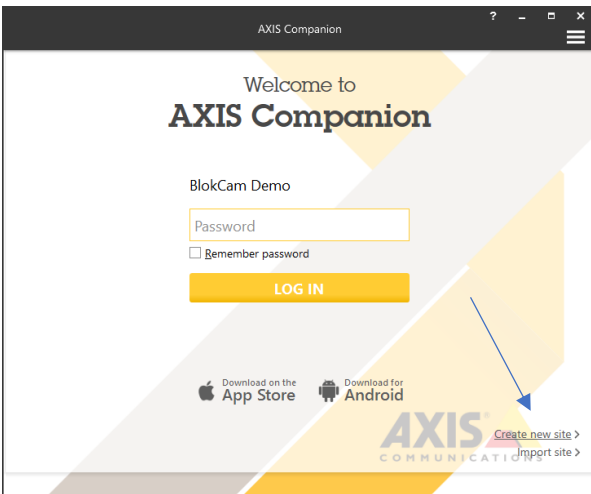 AXIS Companion
?
Welcome to
AXIS Companion
BlokCam Demo
Password
Remember password
LOG IN
Download on the
App Store
Download for
Android
AXIS
COMMUNICATIONS
Create new site >
Import site >